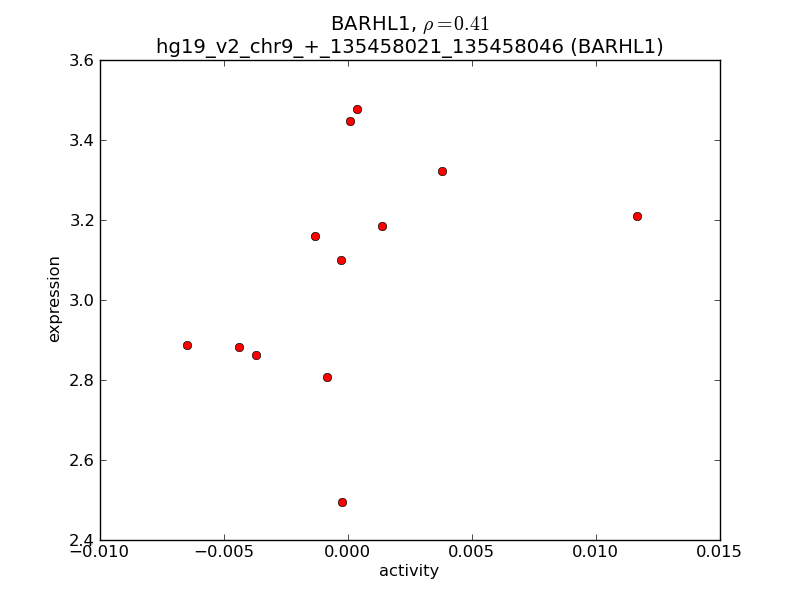 BARHL1, ρ=0.41
hg19_v2_chr9_+_135458021_135458046 (BARHL1)
3.6
3.4
3.2
3.0
2.8
2.6
2.4
expression
−0.010 −0.005 0.000 0.005 0.010 0.015
activity